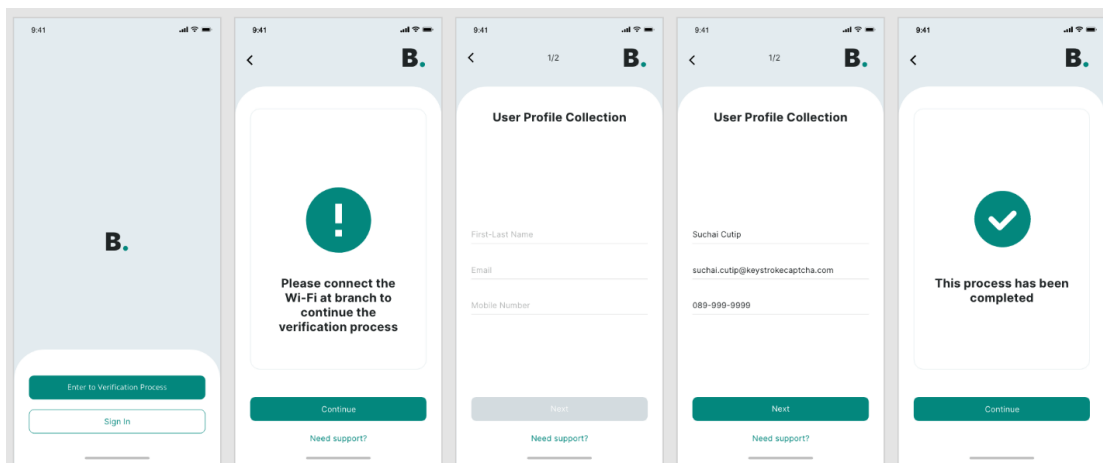 9:41
B.
Enter to Verification Process
Sign In
9:41
B.
Please connect the
Wi-Fi at branch to
continue the
verification process
Continue
Need support?
9:41
1/2
B.
User Profile Collection
First-Last Name
Email
Mobile Number
Next
Need support?
9:41
1/2
B.
User Profile Collection
Suchai Cutip
suchai.cutip@keystrokecaptcha.com
089-999-9999
Next
Need support?
9:41
B.
This process has been
completed
Continue